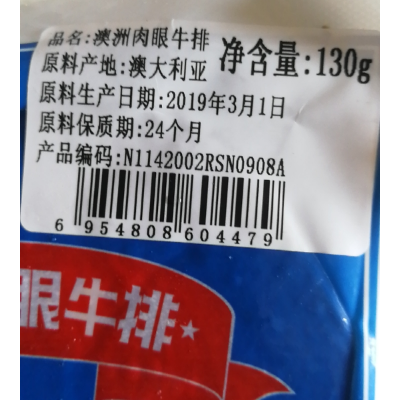 品名:澳洲肉眼牛排
净含量:130g
原料产地:澳大利亚
原料生产日期:2019年3月1日
原料保质期:24个月
产品编码:N1142002RSN0908A
6 954808 604479
眼牛排